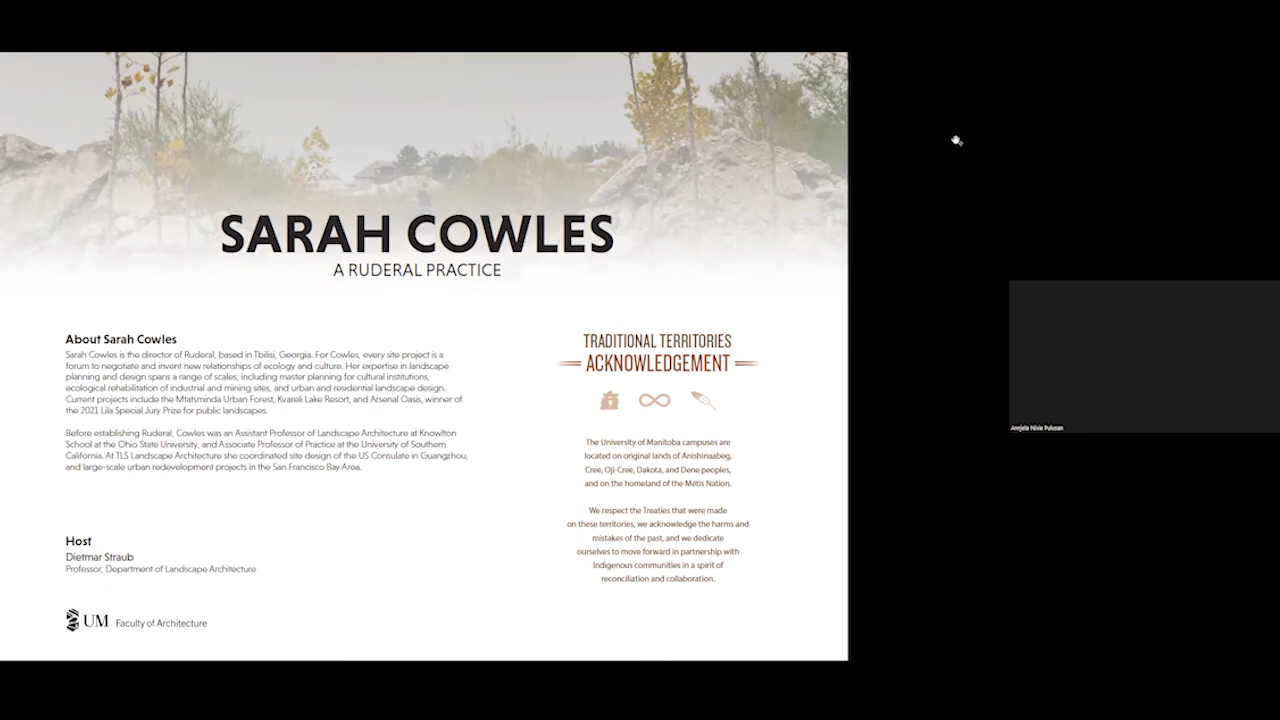 SARAH COWLES
A RUDERAL PRACTICE
About Sarah Cowles
Sarah Cowles is the director of Ruderal, based in Tbilisi, Georgia. For Cowles, every site project is a
forum to negotiate and invent new relationships of ecology and culture. Her expertise in landscape
planning and design spans a range of scales, including master planning for cultural institutions,
ecological rehabilitation of industrial and mining sites, and urban and residential landscape design.
Current projects include the Mtatsminda Urban Forest, Kvareli Lake Resort, and Arsenal Oasis, winner of
the 2021 Lila Special Jury Prize for public landscapes.
Before establishing Ruderal, Cowles was an Assistant Professor of Landscape Architecture at Knowlton
School at the Ohio State University, and Associate Professor of Practice at the University of Southern
California. At TLS Landscape Architecture she coordinated site design of the US Consulate in Guangzhou,
and large-scale urban redevelopment projects in the San Francisco Bay Area.
Host
Dietmar Straub
Professor, Department of Landscape Architecture
UM Faculty of Architecture
TRADITIONAL TERRITORIES
ACKNOWLEDGEMENT
The University of Manitoba campuses are
located on original lands of Anishinaabeg,
Cree, Oji-Cree, Dakota, and Dene peoples,
and on the homeland of the Métis Nation.
We respect the Treaties that were made
on these territories, we acknowledge the harms and
mistakes of the past, and we dedicate
ourselves to move forward in partnership with
Indigenous communities in a spirit of
reconciliation and collaboration.
Annjela Nixie Pulusan